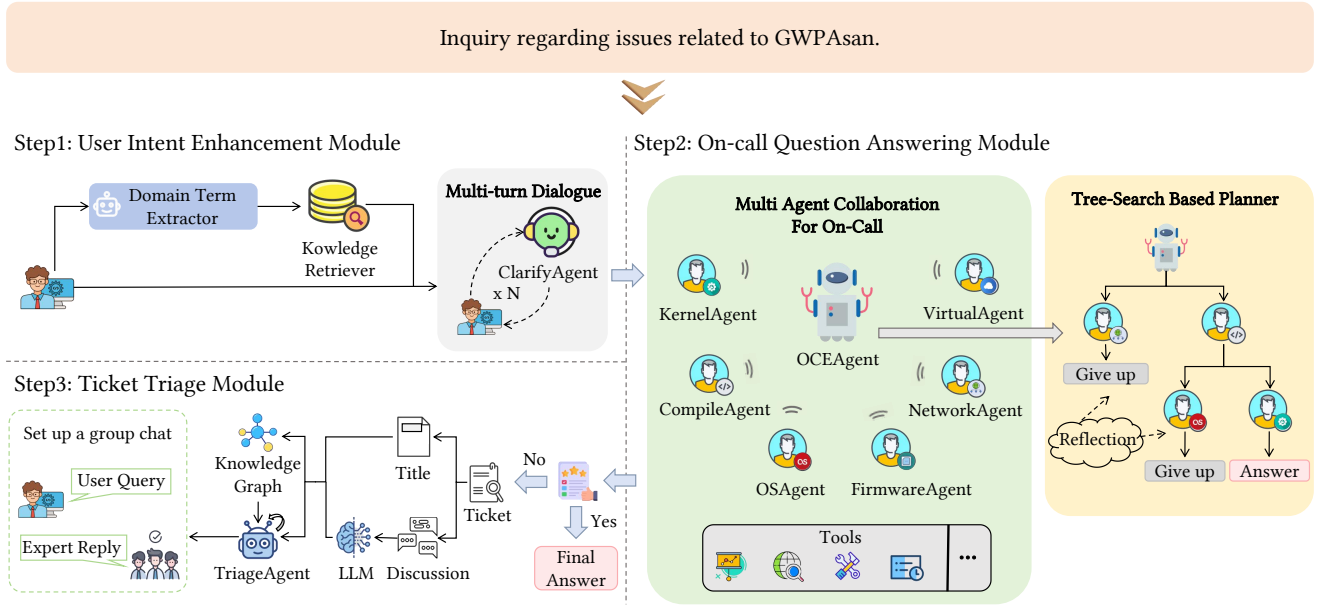 Inquiry regarding issues related to GWPAsan.
Step1: User Intent Enhancement Module
Domain Term
Extractor
Kowledge
Retriever
Multi-turn Dialogue
ClarifyAgent
x N
Step2: On-call Question Answering Module
Multi Agent Collaboration
For On-Call
KernelAgent
VirtualAgent
OCEAgent
CompileAgent
NetworkAgent
OS
OSAgent
FirmwareAgent
Tools
...
Tree-Search Based Planner
</>
Give up
OS
Reflection
Give up
Answer
Step3: Ticket Triage Module
Set up a group chat
User Query
Expert Reply
Knowledge
Graph
TriageAgent
Title
LLM
Discussion
Ticket
No
Yes
Final
Answer